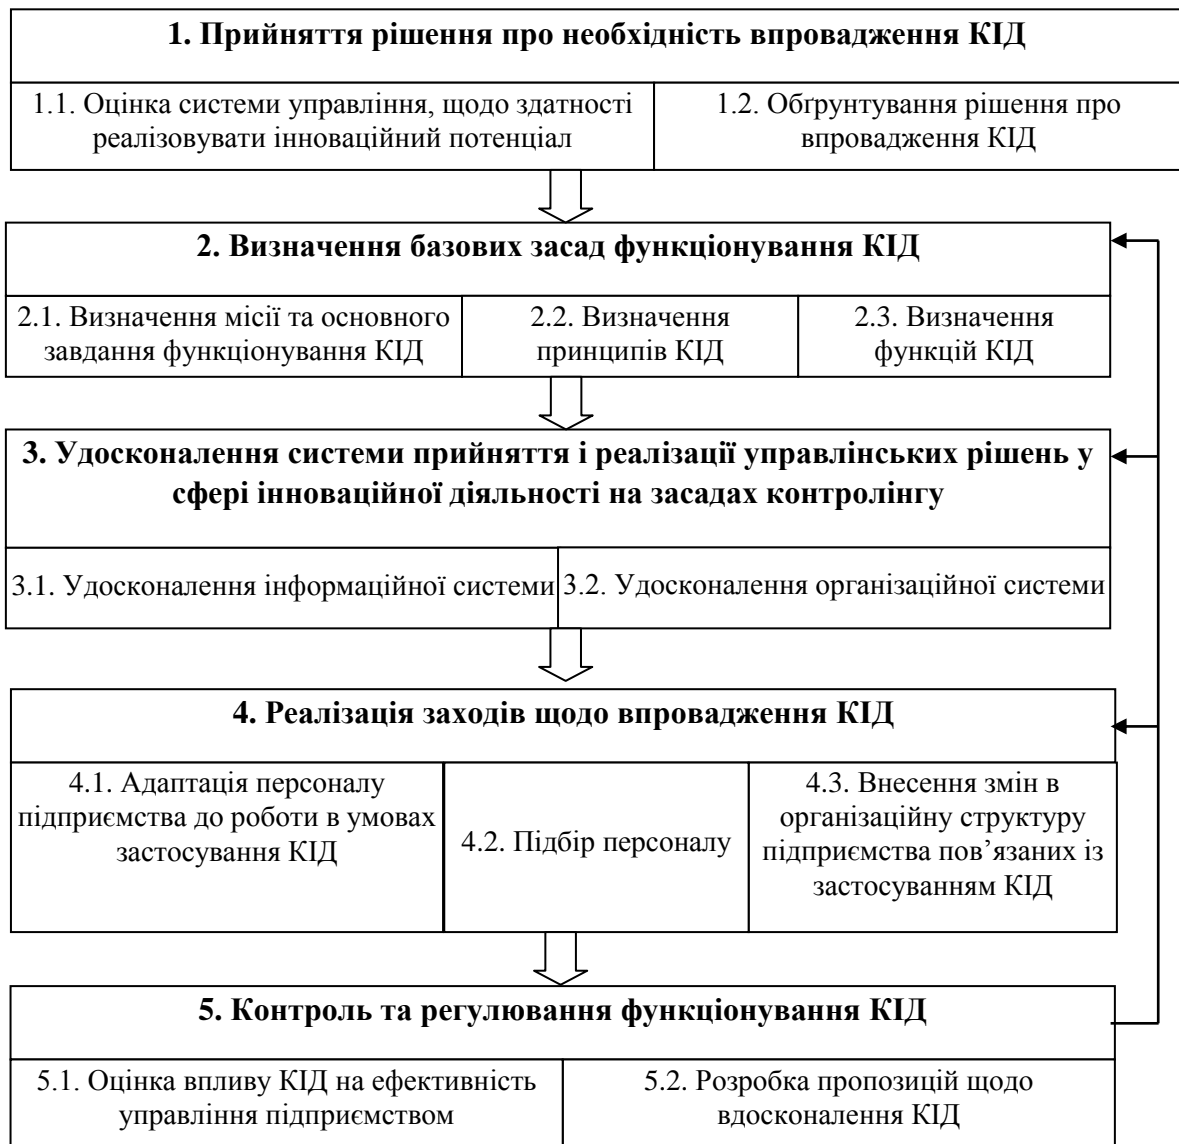 1. Прийняття рішення про необхідність впровадження КІД
1.1. Оцінка системи управління, щодо здатності
реалізовувати інноваційний потенціал
1.2. Обґрунтування рішення про
впровадження КІД
2. Визначення базових засад функціонування КІД
2.1. Визначення місії та основного
завдання функціонування КІД
2.2. Визначення
принципів КІД
2.3. Визначення
функцій КІД
3. Удосконалення системи прийняття і реалізації управлінських рішень у
сфері інноваційної діяльності на засадах контролінгу
3.1. Удосконалення інформаційної системи
3.2. Удосконалення організаційної системи
4. Реалізація заходів щодо впровадження КІД
4.1. Адаптація персоналу
підприємства до роботи в умовах
застосування КІД
4.2. Підбір персоналу
4.3. Внесення змін в
організаційну структуру
підприємства пов’язаних із
застосуванням КІД
5. Контроль та регулювання функціонування КІД
5.1. Оцінка впливу КІД на ефективність
управління підприємством
5.2. Розробка пропозицій щодо
вдосконалення КІД